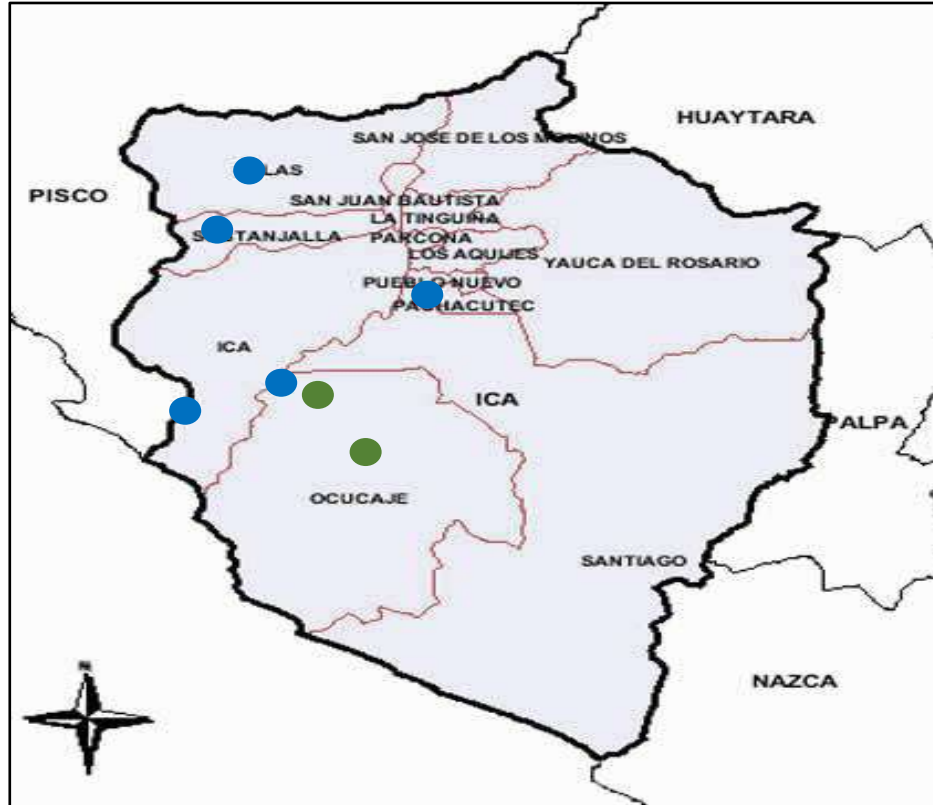 HUAYTARA
SAN JOSE DE LOS
LAS
PISCO
SAN JUAN BAUTISTA
LA TINGUIÑA
PARCONA
LOS AQUIJES
YAUCA DEL ROSARIO
PUEBLO NUEVO
ICA
ICA
PALPA
OCUCAJE
SANTIAGO
N
NAZCA